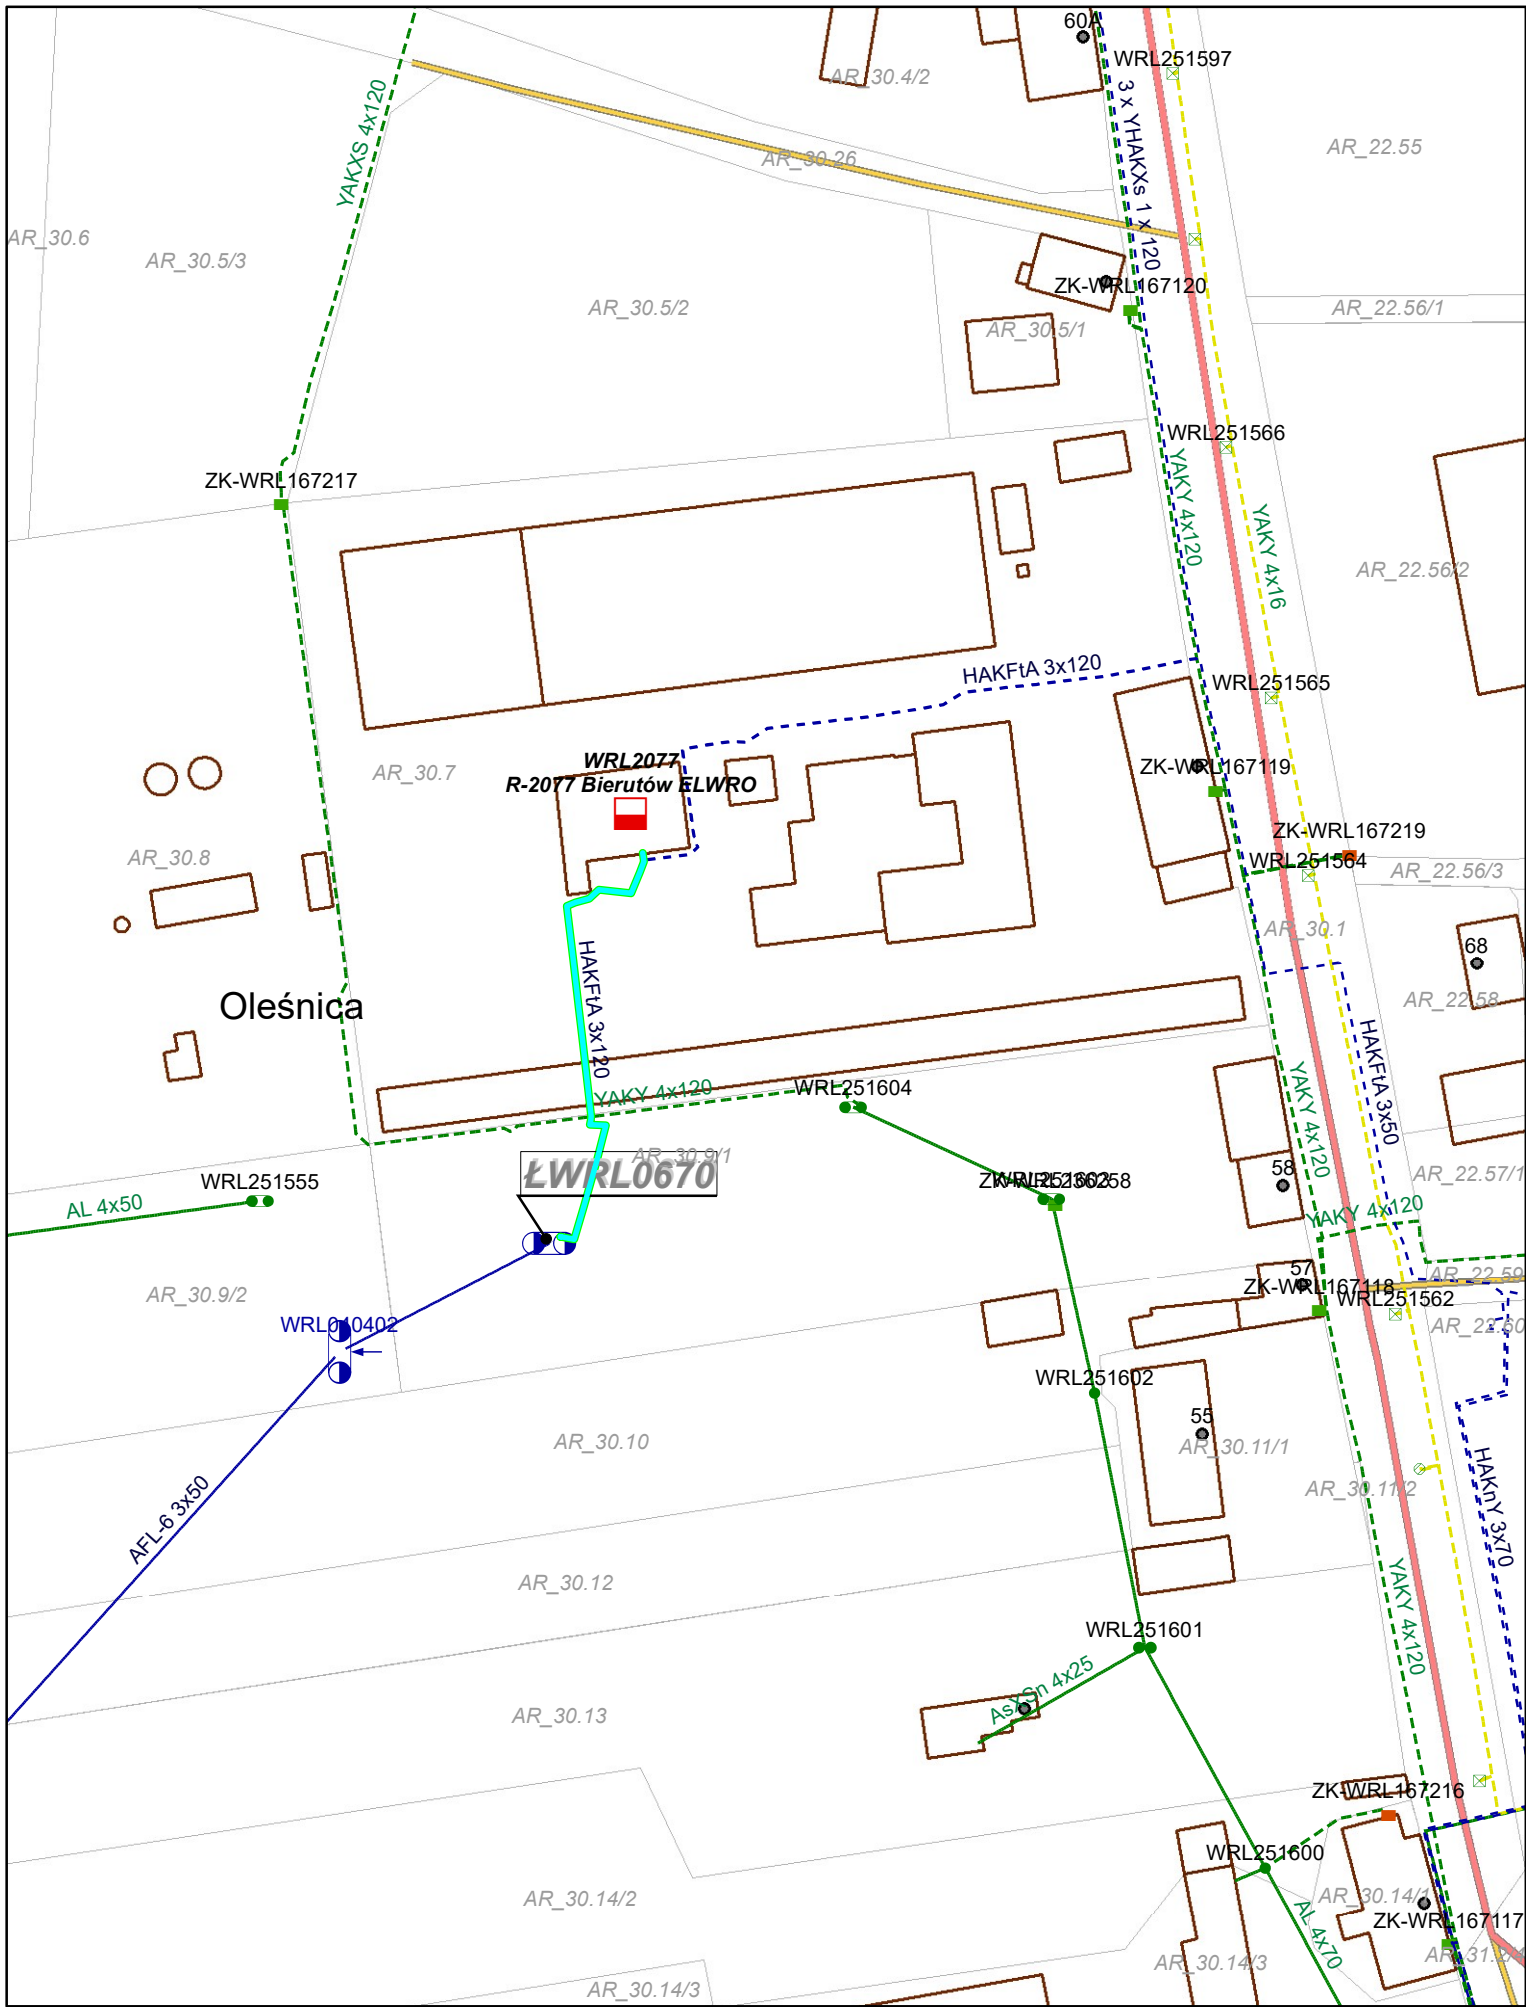 60A
WRL251597
AR_30.4/2
YAKXS 4x120
3 x YHAKXs 1 x 120
AR_30.26
AR_22.55
AR_30.6
AR_30.5/3
ZK-WRL167120
AR_30.5/2
AR_30.5/1
AR_22.56/1
WRL251566
ZK-WRL167217
YAKY 4x120
YAKY 4x16
AR_22.56/2
HAKFtA 3x120
WRL251565
WRL2077
R-2077 Bierutów ELWRO
AR_30.7
ZK-WRL167119
ZK-WRL167219
WRL251564
AR_30.8
AR_22.56/3
AR_30.1
68
HAKFtA 3x120
Oleśnica
AR_22.58
HAKFtA 3x50
YAKY 4x120
WRL251604
YAKY 4x120
AR_30.9/1
ŁWRL0670
58
AR_22.57/1
WRL251555
AL 4x50
YAKY 4x120
57
AR_22.59
ZK-WRL167118
WRL251562
AR_30.9/2
WRL040402
AR_22.60
WRL251602
55
AR_30.10
AR_30.11/1
AR_30.11/2
HAKnY 3x70
AFL-6 3x50
AR_30.12
YAKY 4x120
WRL251601
AsXSn 4x25
AR_30.13
ZK-WRL167216
WRL251600
AR_30.14/2
AR_30.14/1
ZK-WRL167117
AL 4x70
AR_30.14/3
AR_30.14/3